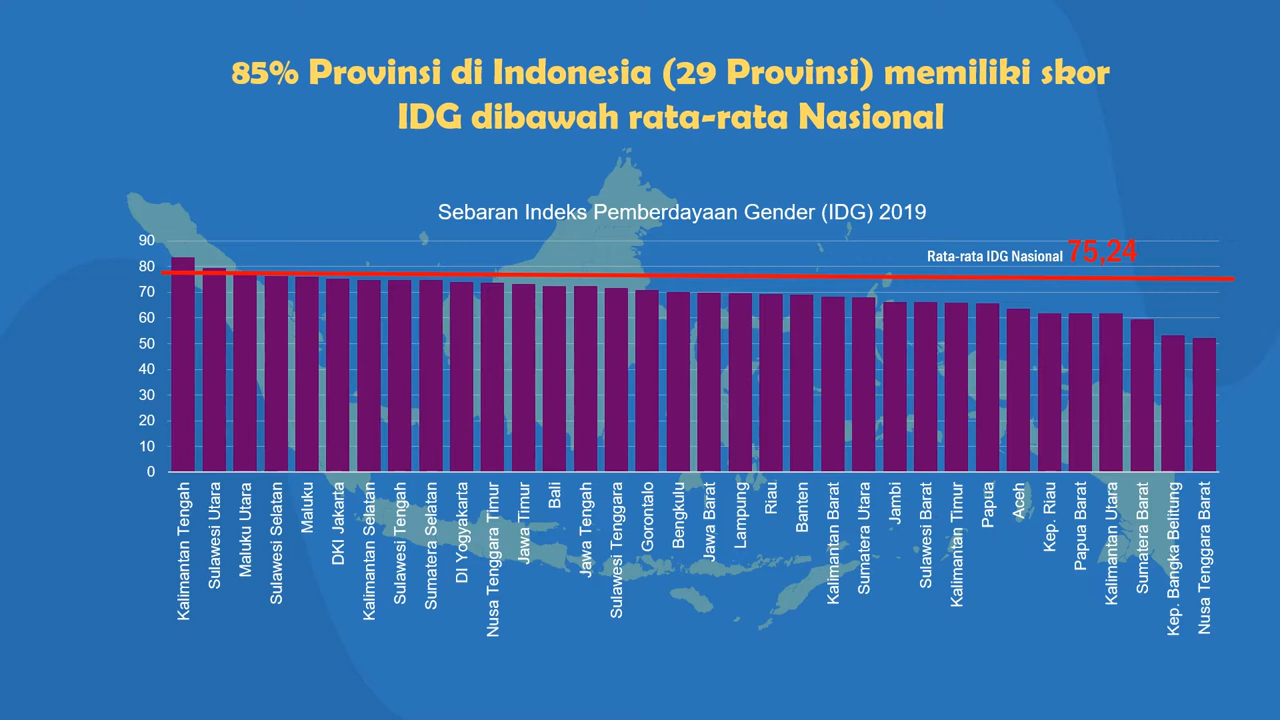 85% Provinsi di Indonesia (29 Provinsi) memiliki skor
IDG dibawah rata-rata Nasional
Sebaran Indeks Pemberdayaan Gender (IDG) 2019
Rata-rata IDG Nasional 75,24
90
80
70
60
50
40
30
20
10
0
Kalimantan Tengah
Sulawesi Utara
Maluku Utara
Sulawesi Selatan
Maluku
DKI Jakarta
Kalimantan Selatan
Sulawesi Tengah
Sumatera Selatan
DI Yogyakarta
Nusa Tenggara Timur
Jawa Timur
Bali
Jawa Tengah
Sulawesi Tenggara
Gorontalo
Bengkulu
Jawa Barat
Lampung
Riau
Banten
Kalimantan Barat
Sumatera Utara
Jambi
Sulawesi Barat
Kalimantan Timur
Papua
Aceh
Kep. Riau
Papua Barat
Kalimantan Utara
Sumatera Barat
Kep. Bangka Belitung
Nusa Tenggara Barat